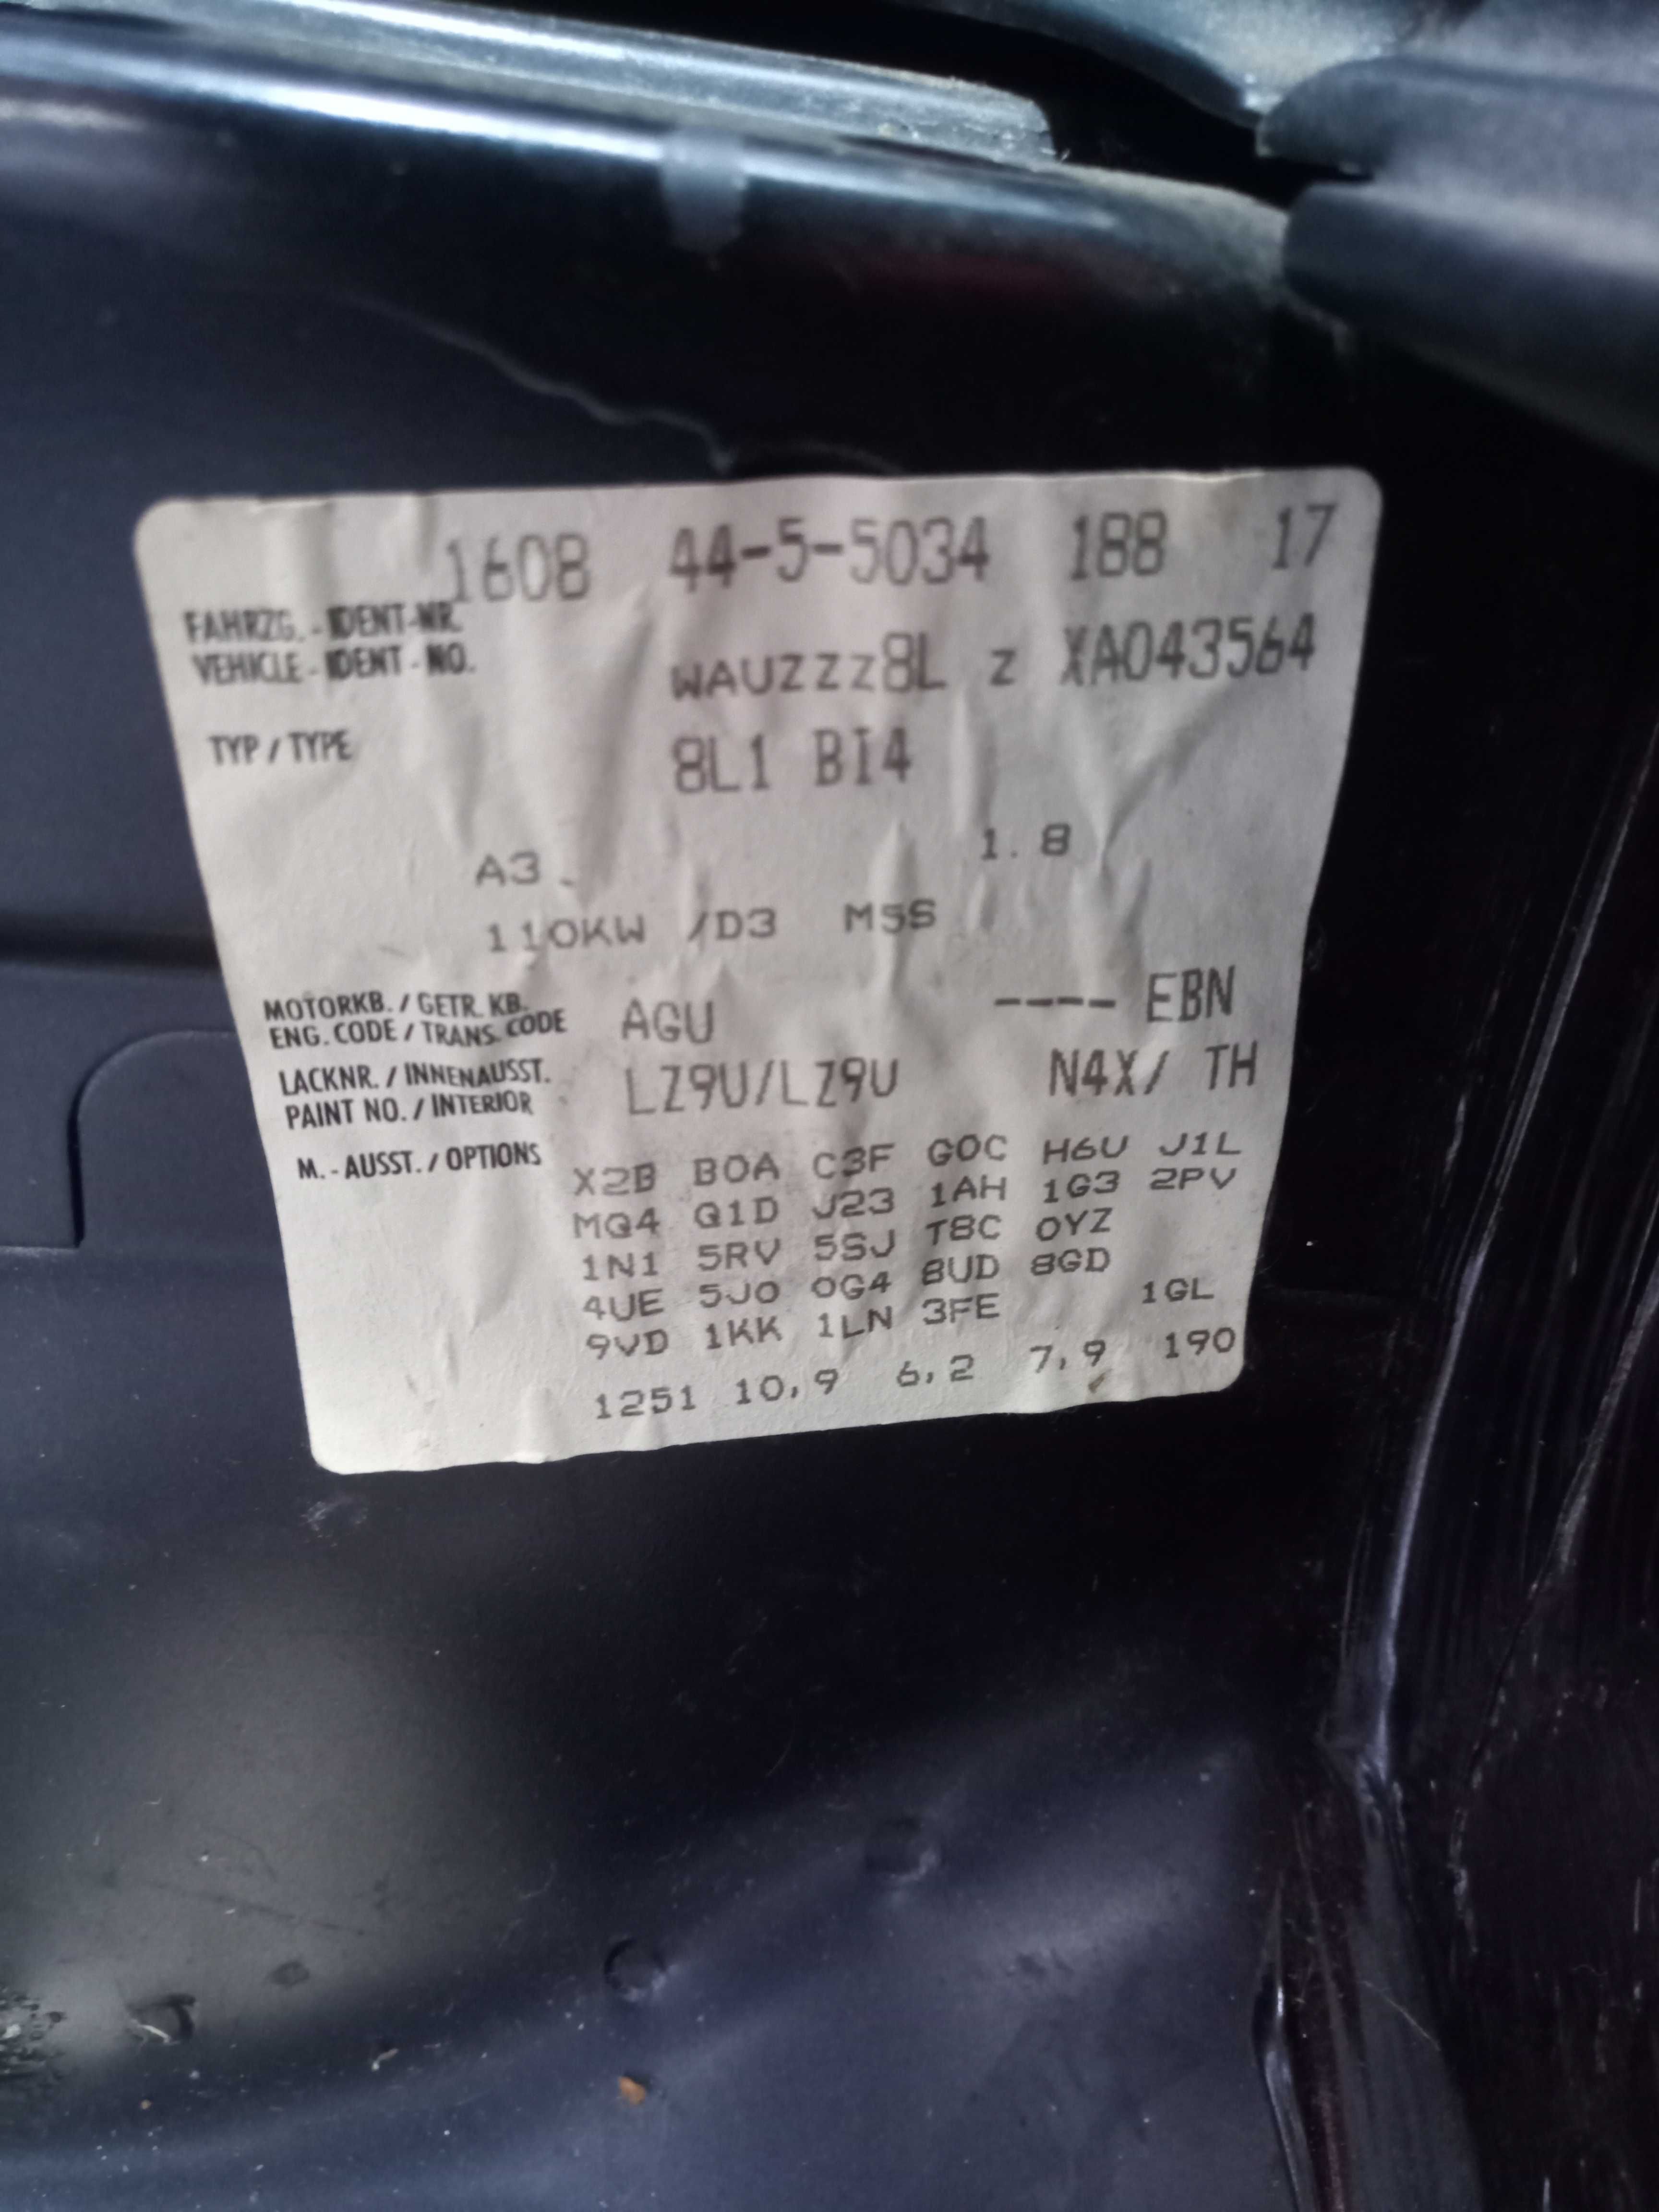 1608 44-5-5034 188 17
FAHRZG.-IDENT-NR.
VEHICLE-IDENT-NO. WAUZZZ8L Z XA043564
TYP / TYPE 8L1 BI4
A3. 1.8
110KW /D3 M5S
MOTORKB. / GETR. KB.
ENG. CODE / TRANS. CODE AGU ---- EBN
LACKNR. / INNENAUSST.
PAINT NO. / INTERIOR LZ9U/LZ9U N4X/ TH
M.-AUSST. / OPTIONS X2B B0A C3F G0C H6U J1L
MQ4 Q1D J23 1AH 1G3 2PV
1N1 5RV 5SJ T8C 0YZ
4UE 5J0 0G4 8UD 8GD
9VD 1KK 1LN 3FE 1GL
1251 10,9 6,2 7,9 190